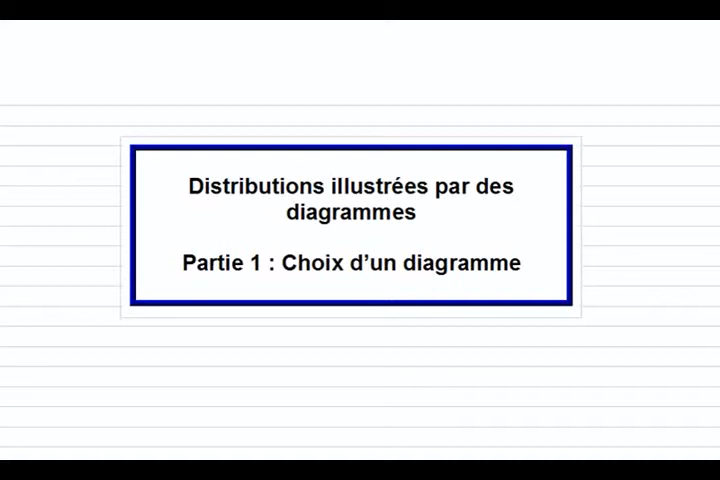 Distributions illustrées par des
diagrammes
Partie 1 : Choix d’un diagramme